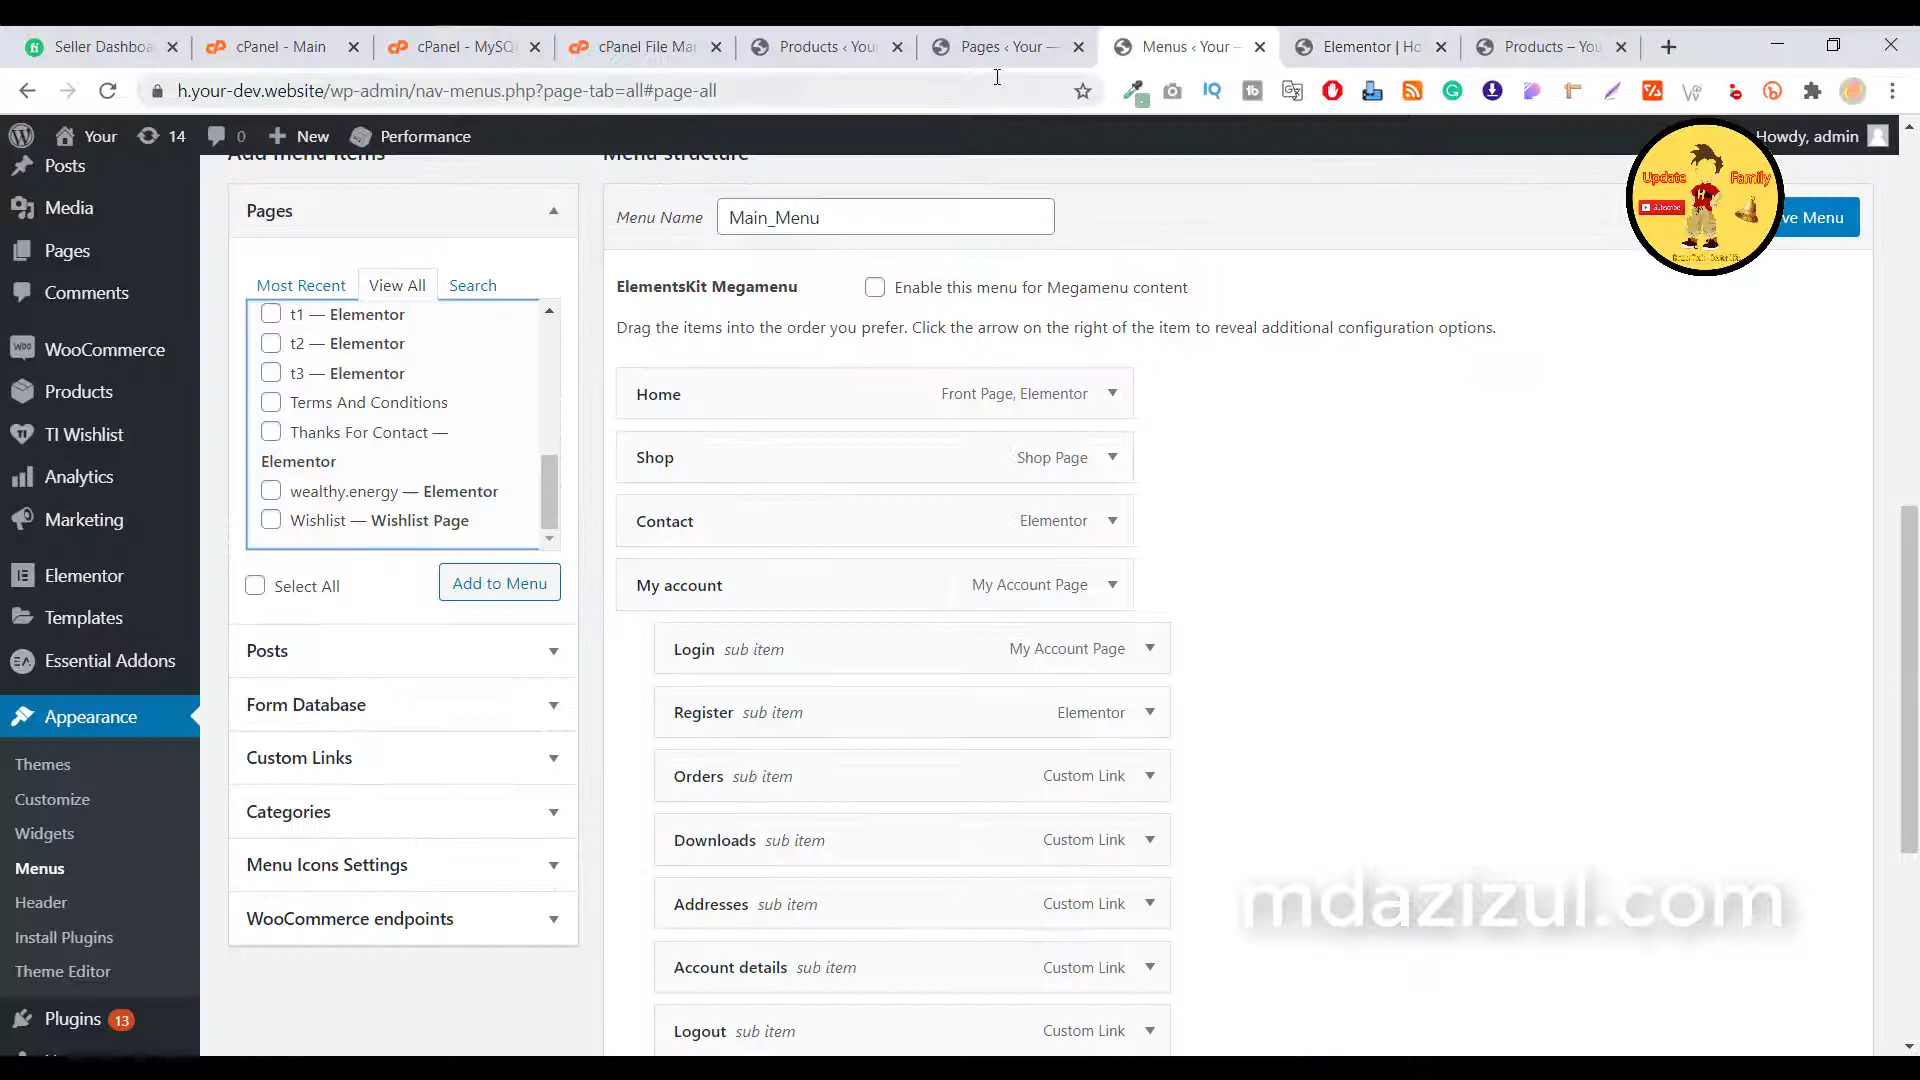 Seller Dashboa
cPanel - Main
cPanel - MySQ
cPanel File Ma
Products ‹ You
Pages ‹ Your —
Menus ‹ Your —
Elementor | Ho
Products – You
h.your-dev.website/wp-admin/nav-menus.php?page-tab=all#page-all
Your
14
0
New
Performance
Howdy, admin
Posts
Media
Pages
Comments
WooCommerce
Products
TI Wishlist
Analytics
Marketing
Elementor
Templates
Essential Addons
Appearance
Themes
Customize
Widgets
Menus
Header
Install Plugins
Theme Editor
Plugins 13
Add menu items
Pages
Most Recent
View All
Search
t1 — Elementor
t2 — Elementor
t3 — Elementor
Terms And Conditions
Thanks For Contact —
Elementor
wealthy.energy — Elementor
Wishlist — Wishlist Page
Select All
Add to Menu
Posts
Form Database
Custom Links
Categories
Menu Icons Settings
WooCommerce endpoints
Menu structure
Menu Name
Main_Menu
ve Menu
Update Family
Subscribe
ElementsKit Megamenu
Enable this menu for Megamenu content
Drag the items into the order you prefer. Click the arrow on the right of the item to reveal additional configuration options.
Home Front Page, Elementor
Shop Shop Page
Contact Elementor
My account My Account Page
Login sub item My Account Page
Register sub item Elementor
Orders sub item Custom Link
Downloads sub item Custom Link
Addresses sub item Custom Link
Account details sub item Custom Link
Logout sub item Custom Link
mdazizul.com